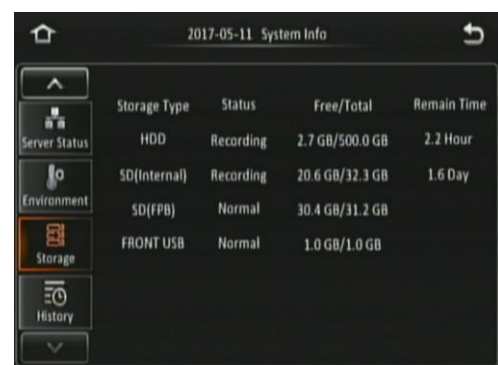 2017-05-11 System Info
Storage Type Status Free/Total Remain Time
Server Status
HDD Recording 2.7 GB/500.0 GB 2.2 Hour
SD(Internal) Recording 20.6 GB/32.3 GB 1.6 Day
Environment
SD(FPB) Normal 30.4 GB/31.2 GB
FRONT USB Normal 1.0 GB/1.0 GB
Storage
History